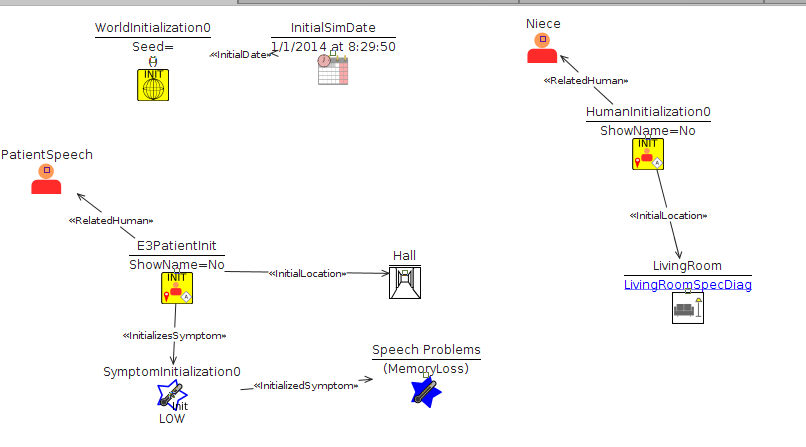 WorldInitialization0
Seed=
{}
INIT
«InitialDate»
InitialSimDate
1/1/2014 at 8:29:50
Niece
«RelatedHuman»
HumanInitialization0
ShowName=No
INIT
A
«InitialLocation»
LivingRoom
LivingRoomSpecDiag
PatientSpeech
«RelatedHuman»
E3PatientInit
ShowName=No
INIT
A
«InitialLocation»
Hall
«InitializesSymptom»
SymptomInitialization0
Init
LOW
«InitializedSymptom»
Speech Problems
(MemoryLoss)